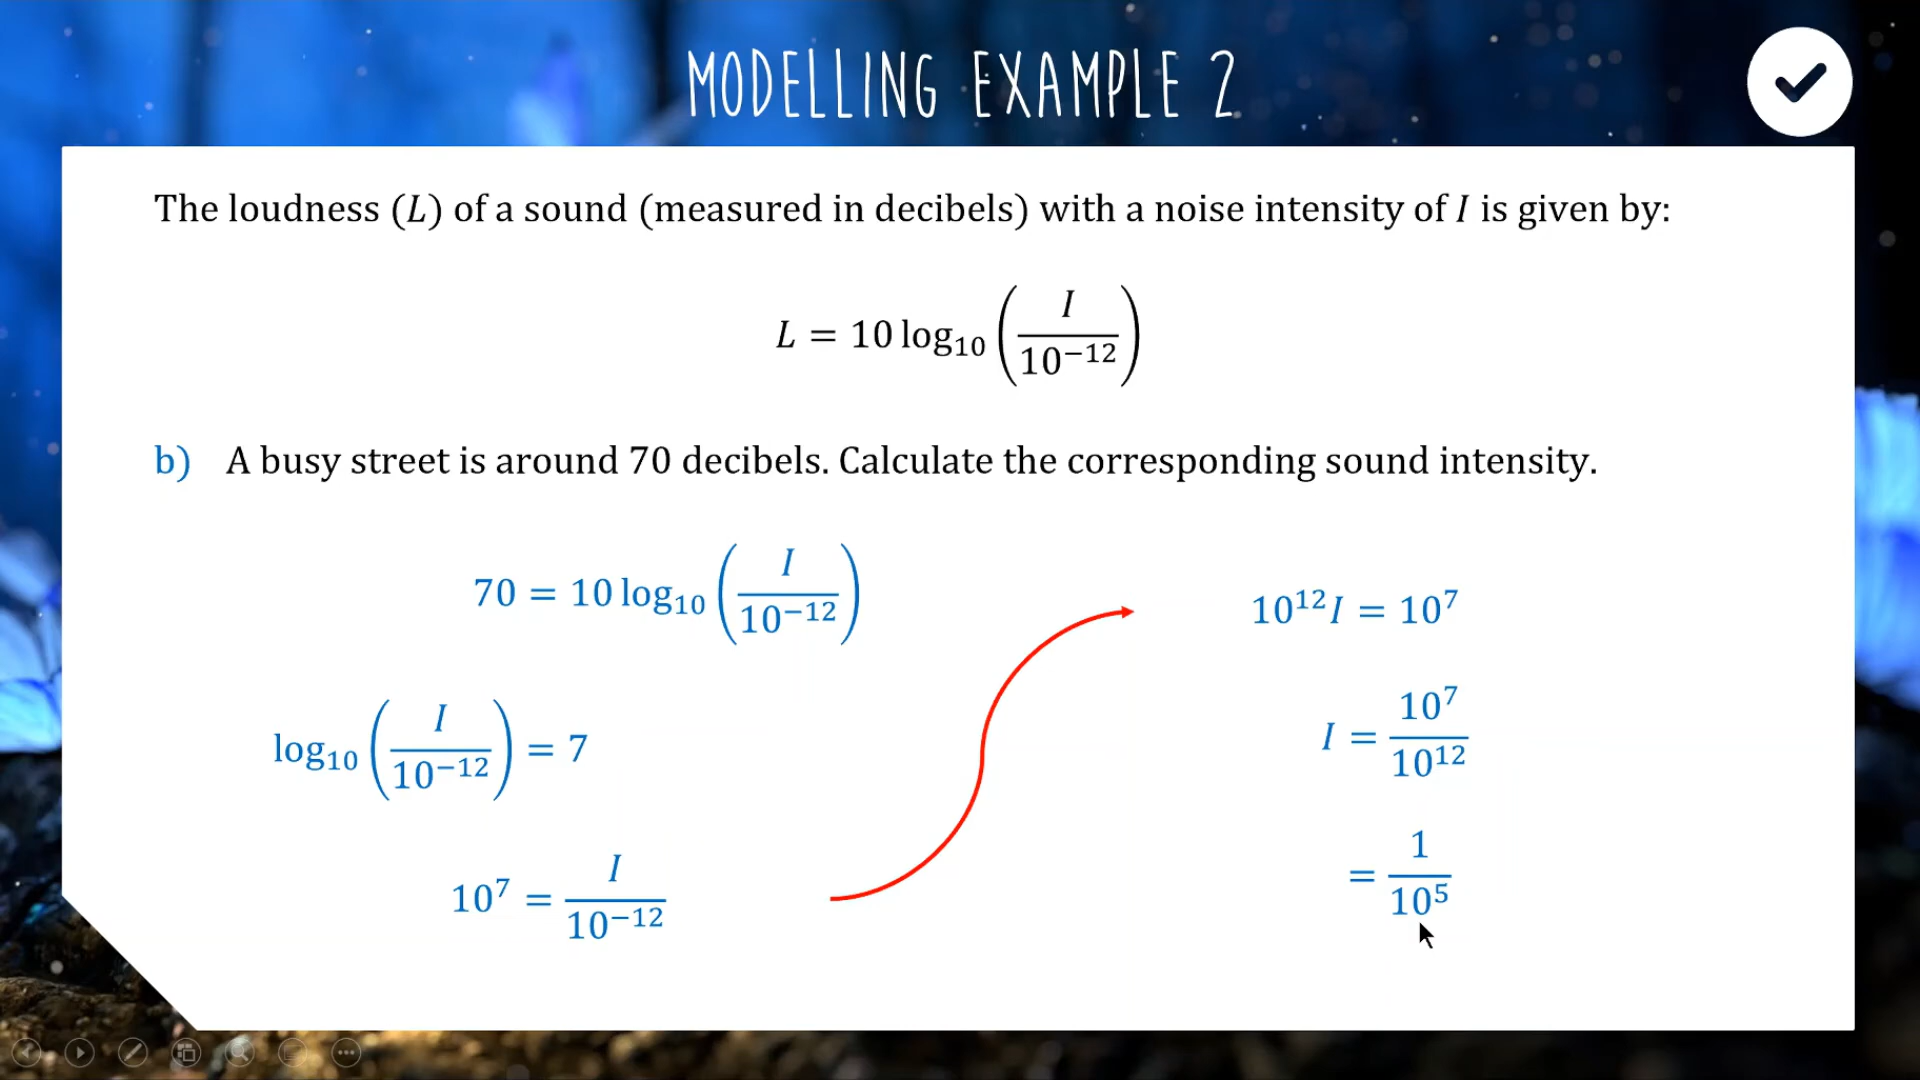 MODELLING EXAMPLE 2
The loudness (L) of a sound (measured in decibels) with a noise intensity of I is given by:
L = 10 log₁₀ (I / 10⁻¹²)
b) A busy street is around 70 decibels. Calculate the corresponding sound intensity.
70 = 10 log₁₀ (I / 10⁻¹²)
log₁₀ (I / 10⁻¹²) = 7
10⁷ = I / 10⁻¹²
10¹²I = 10⁷
I = 10⁷ / 10¹²
= 1 / 10⁵